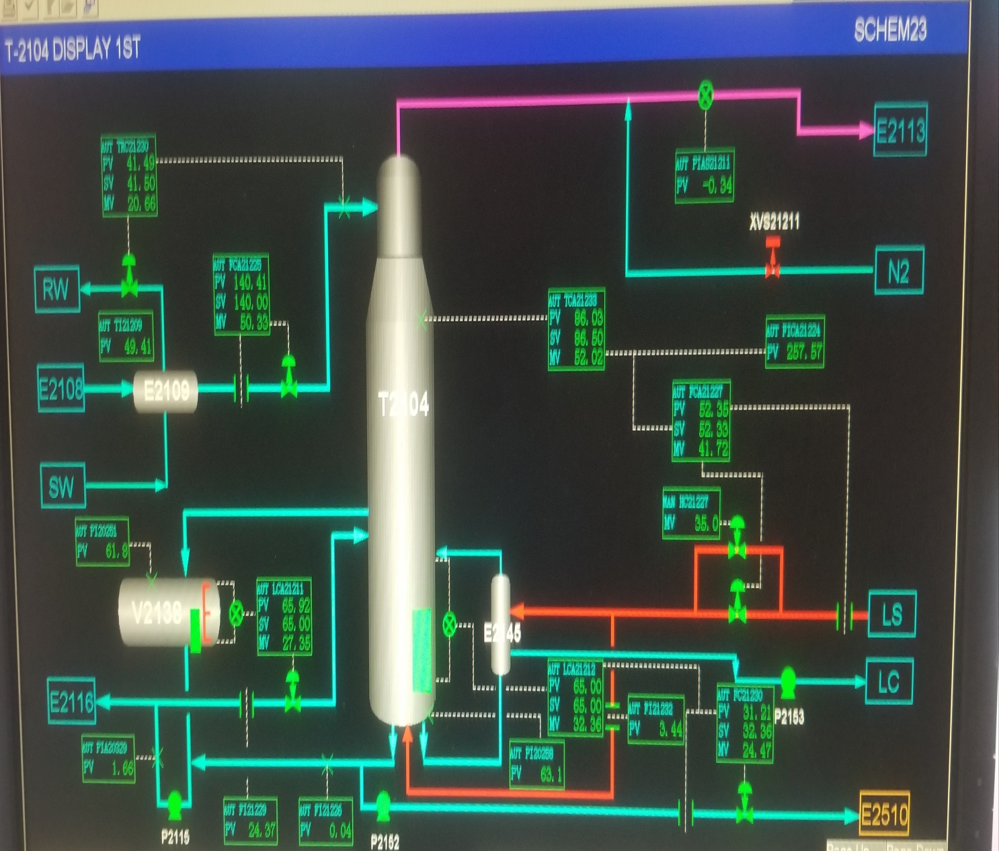 T-2104 DISPLAY 1ST
SCHEM23
AUT TRC21230
PV 41.49
SV 41.50
MV 20.66
E2113
AUT PIAS21211
PV -0.34
XVS21211
N2
RW
AUT FCA21225
PV 140.41
SV 140.00
MV 50.33
AUT TI21209
PV 49.41
AUT TCA21233
PV 86.03
SV 86.50
MV 52.02
AUT FICA21224
PV 257.57
E2108
E2109
T2104
AUT FCA21227
PV 52.35
SV 52.33
MV 41.72
SW
MAN HC21227
MV 35.0
AUT PI20251
PV 61.8
V2138
AUT LCA21211
PV 65.92
SV 65.00
MV 27.35
E2145
LS
AUT LCA21212
PV 65.00
SV 65.00
MV 32.36
LC
P2153
E2116
AUT FI21232
PV 3.44
AUT FC21230
PV 31.21
SV 32.36
MV 24.47
AUT PIA20329
PV 1.66
AUT PI20258
PV 63.1
P2115
AUT FI21229
PV 24.37
AUT FI21226
PV 0.04
P2152
E2510
Page Up
Page Down